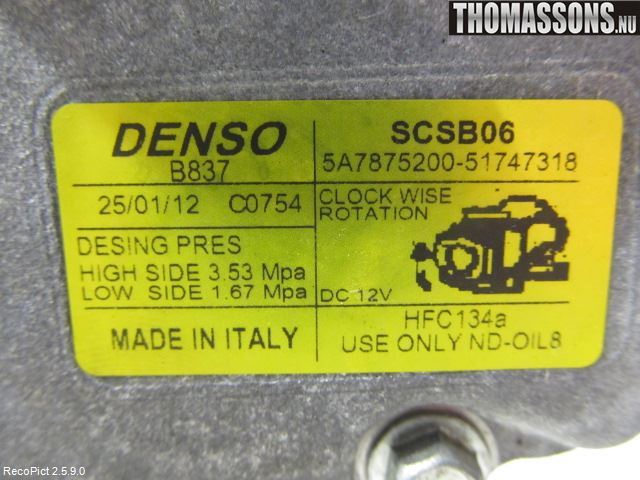 THOMASSONS.NU
DENSO
B837
SCSB06
5A7875200-51747318
25/01/12 C0754
CLOCK WISE
ROTATION
DESING PRES
HIGH SIDE 3.53 Mpa
LOW SIDE 1.67 Mpa
DC 12V
MADE IN ITALY
HFC134a
USE ONLY ND-OIL8
RecoPict 2.5.9.0